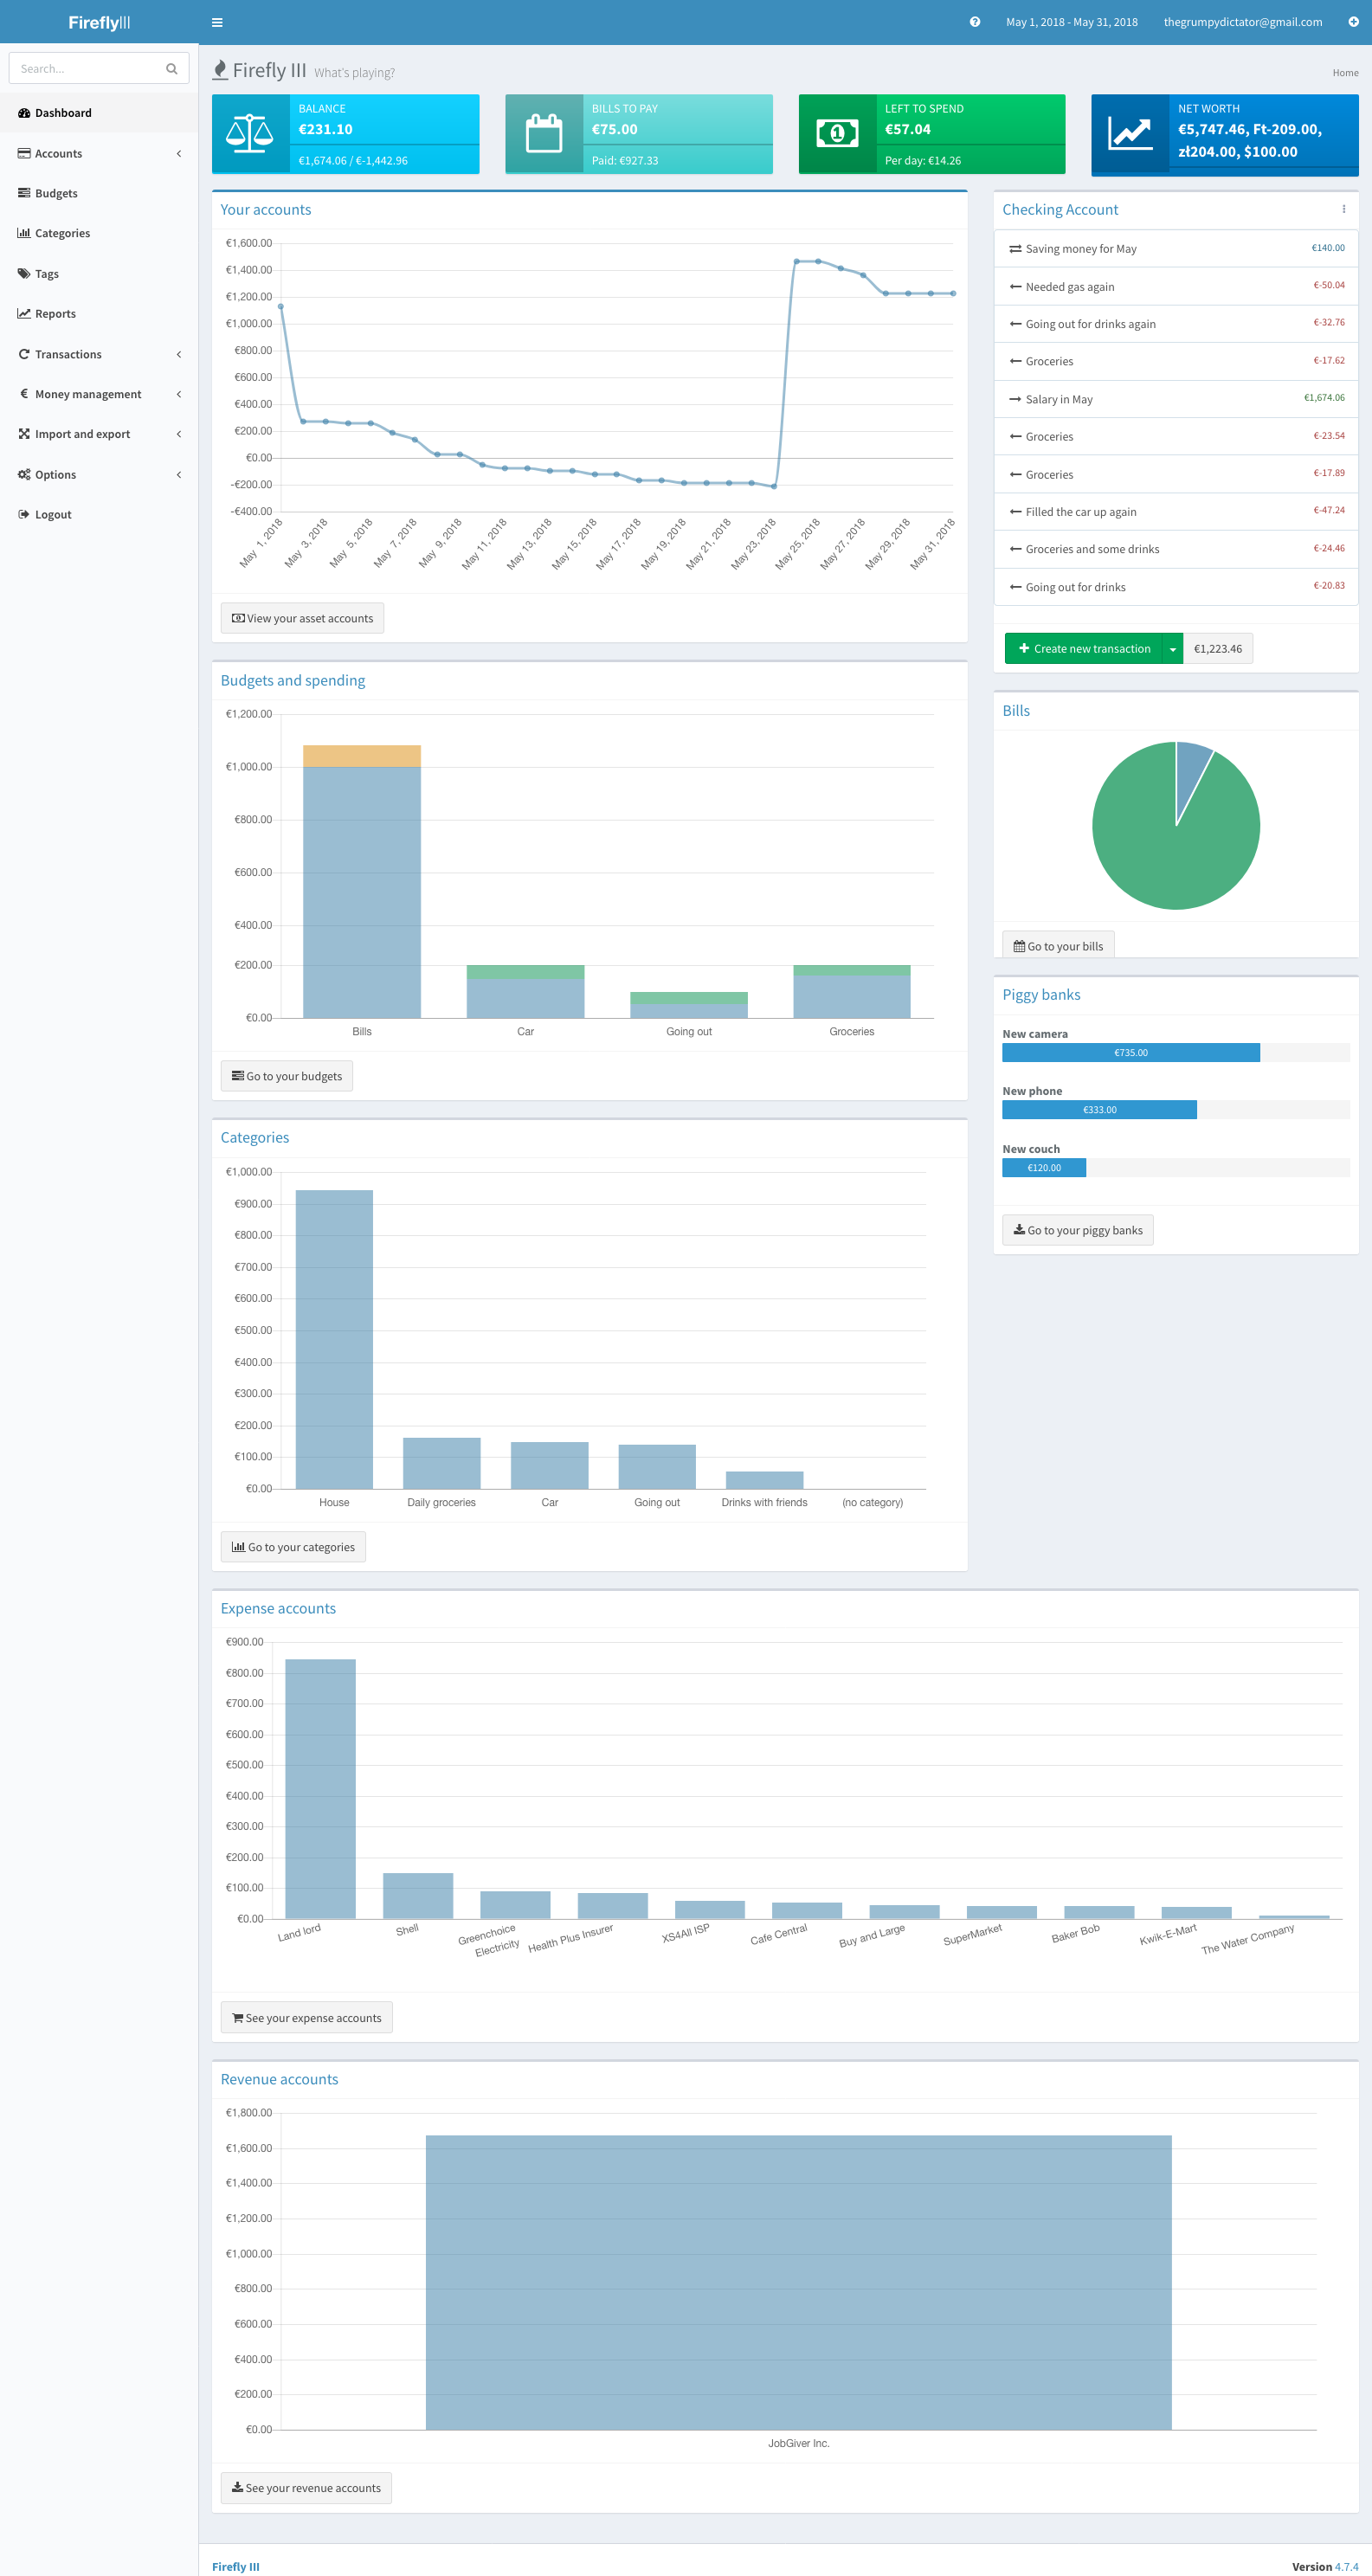 FireflyIII
May 1, 2018 - May 31, 2018
thegrumpydictator@gmail.com
Search...
Dashboard
Accounts
Budgets
Categories
Tags
Reports
Transactions
Money management
Import and export
Options
Logout
Firefly III What's playing?
Home
BALANCE
€231.10
€1,674.06 / €-1,442.96
BILLS TO PAY
€75.00
Paid: €927.33
LEFT TO SPEND
€57.04
Per day: €14.26
NET WORTH
€5,747.46, Ft-209.00,
zł204.00, $100.00
Your accounts
€1,600.00
€1,400.00
€1,200.00
€1,000.00
€800.00
€600.00
€400.00
€200.00
€0.00
-€200.00
-€400.00
May 1, 2018
May 3, 2018
May 5, 2018
May 7, 2018
May 9, 2018
May 11, 2018
May 13, 2018
May 15, 2018
May 17, 2018
May 19, 2018
May 21, 2018
May 23, 2018
May 25, 2018
May 27, 2018
May 29, 2018
May 31, 2018
View your asset accounts
Checking Account
Saving money for May €140.00
Needed gas again €-50.04
Going out for drinks again €-32.76
Groceries €-17.62
Salary in May €1,674.06
Groceries €-23.54
Groceries €-17.89
Filled the car up again €-47.24
Groceries and some drinks €-24.46
Going out for drinks €-20.83
Create new transaction €1,223.46
Budgets and spending
€1,200.00
€1,000.00
€800.00
€600.00
€400.00
€200.00
€0.00
Bills
Car
Going out
Groceries
Go to your budgets
Bills
Go to your bills
Piggy banks
New camera
€735.00
New phone
€333.00
New couch
€120.00
Go to your piggy banks
Categories
€1,000.00
€900.00
€800.00
€700.00
€600.00
€500.00
€400.00
€300.00
€200.00
€100.00
€0.00
House
Daily groceries
Car
Going out
Drinks with friends
(no category)
Go to your categories
Expense accounts
€900.00
€800.00
€700.00
€600.00
€500.00
€400.00
€300.00
€200.00
€100.00
€0.00
Land lord
Shell
Greenchoice
Electricity
Health Plus Insurer
XS4All ISP
Cafe Central
Buy and Large
SuperMarket
Baker Bob
Kwik-E-Mart
The Water Company
See your expense accounts
Revenue accounts
€1,800.00
€1,600.00
€1,400.00
€1,200.00
€1,000.00
€800.00
€600.00
€400.00
€200.00
€0.00
JobGiver Inc.
See your revenue accounts
Firefly III
Version 4.7.4